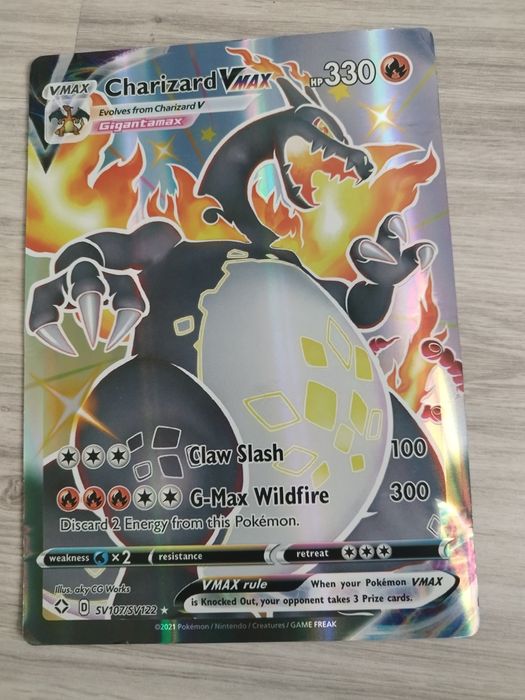 VMAX Charizard VMAX HP 330
Evolves from Charizard V
Gigantamax
Claw Slash 100
G-Max Wildfire 300
Discard 2 Energy from this Pokémon.
weakness ×2 resistance retreat
Illus. aky CG Works
VMAX rule When your Pokémon VMAX
is Knocked Out, your opponent takes 3 Prize cards.
D SV107/SV122
©2021 Pokémon / Nintendo / Creatures / GAME FREAK